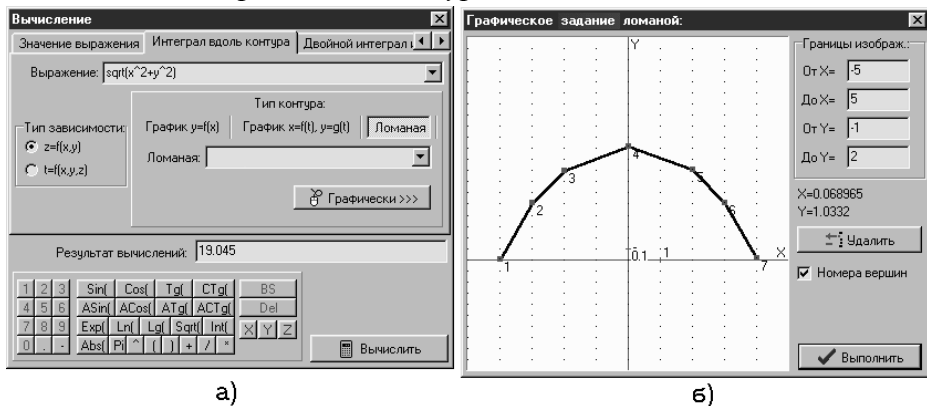 Вычисление
Значение выражения
Интеграл вдоль контура
Двойной интеграл
Выражение:
sqrt(x^2+y^2)
Тип зависимости:
z=f(x,y)
t=f(x,y,z)
Тип контура:
График y=f(x)
График x=f(t), y=g(t)
Ломаная
Ломаная:
Графически >>>
Результат вычислений:
19.045
1 2 3 Sin( Cos( Tg( CTg( BS
4 5 6 ASin( ACos( ATg( ACTg( Del
7 8 9 Exp( Ln( Lg( Sqrt( Int( X Y Z
0 . - Abs( Pi ^ ( ) + / *
Вычислить
а)
Графическое задание ломаной:
Y
4
3
5
2
6
0.1
1
X
1
7
Границы изображ.:
От X= -5
До X= 5
От Y= -1
До Y= 2
X=0.068965
Y=1.0332
Удалить
Номера вершин
Выполнить
б)